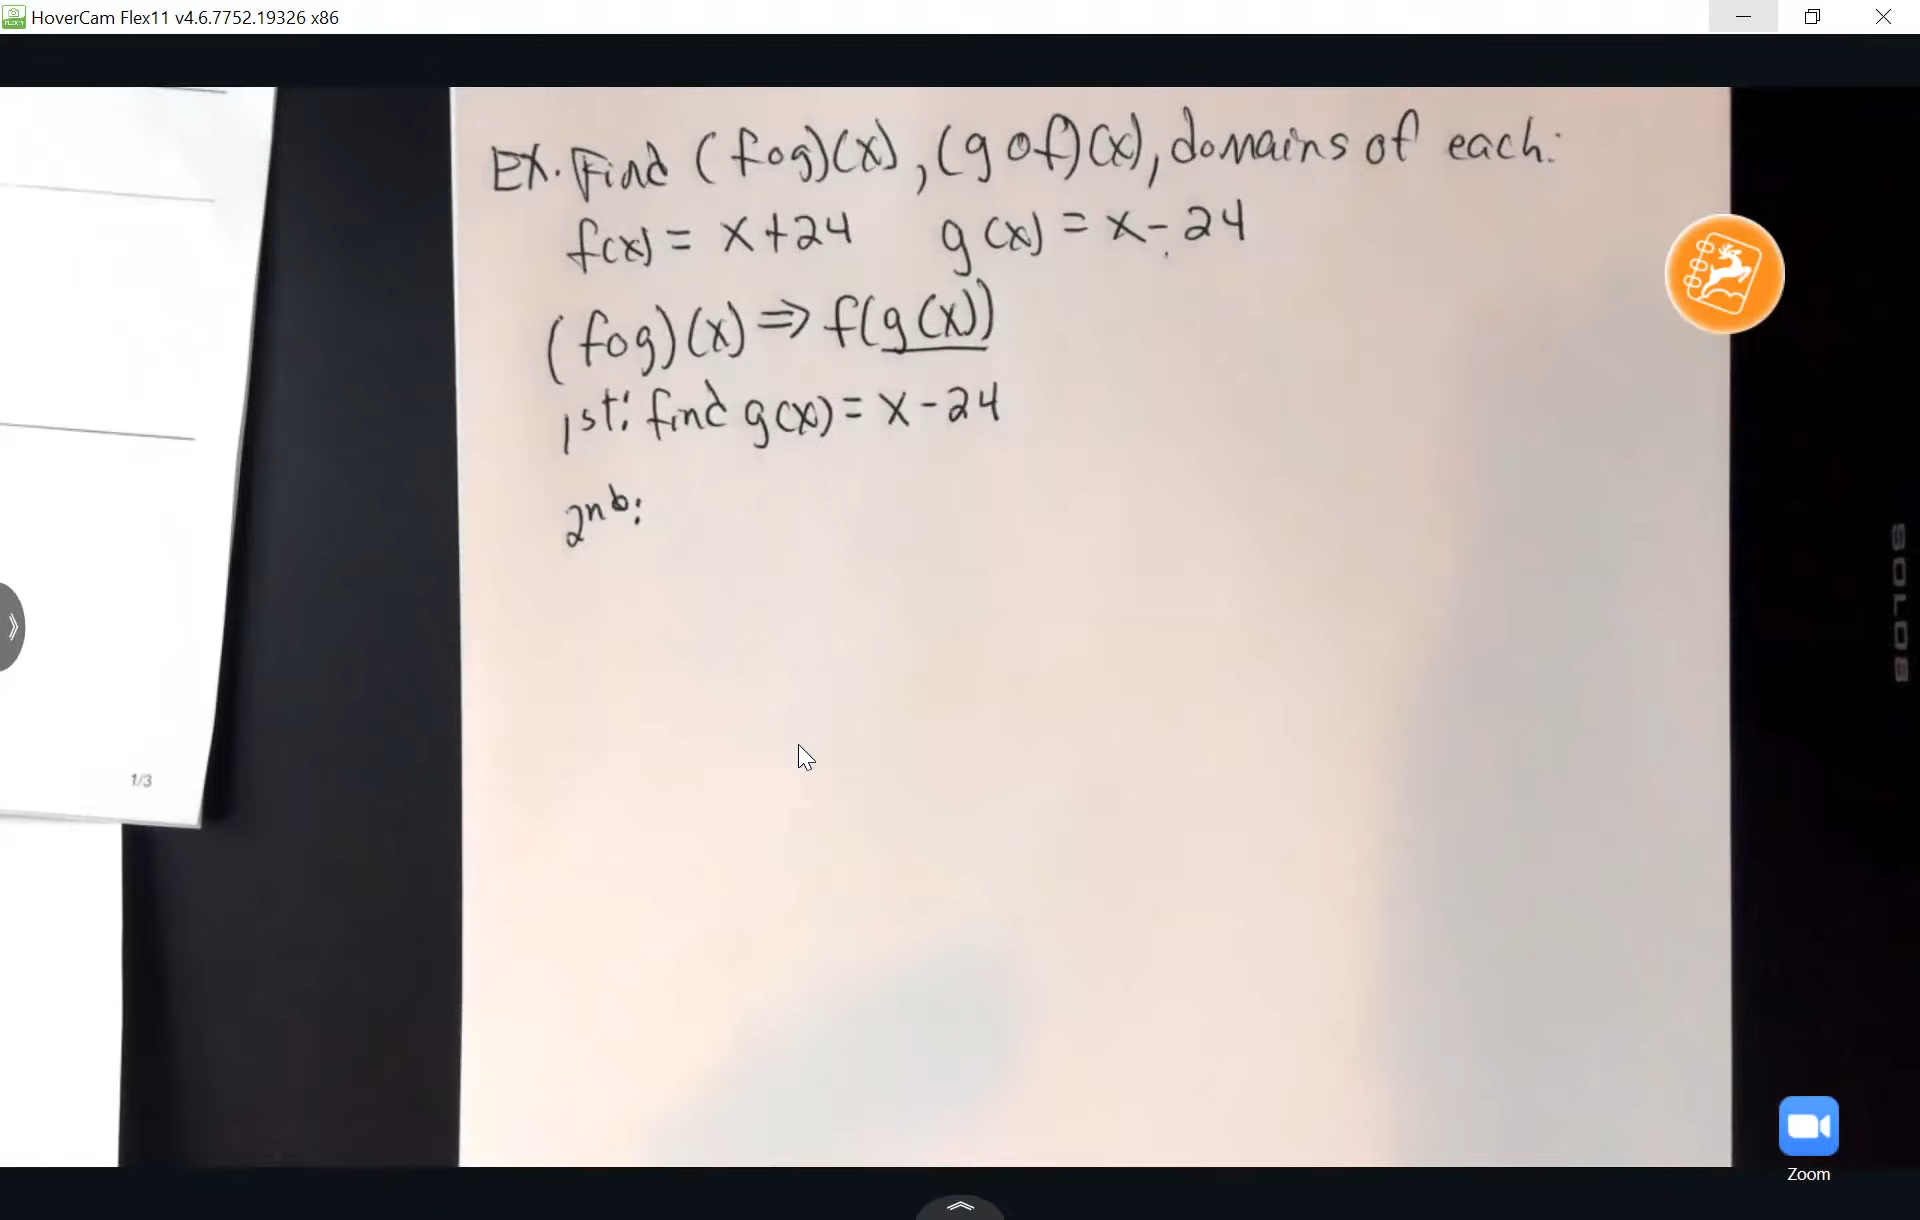 HoverCam Flex11 v4.6.7752.19326 x86
Ex. Find (f∘g)(x), (g∘f)(x), domains of each:
f(x) = x+24 g(x) = x-24
(f∘g)(x) ⇒ f(g(x))
1st: find g(x) = x-24
2nd:
1/3
SOLO8
Zoom